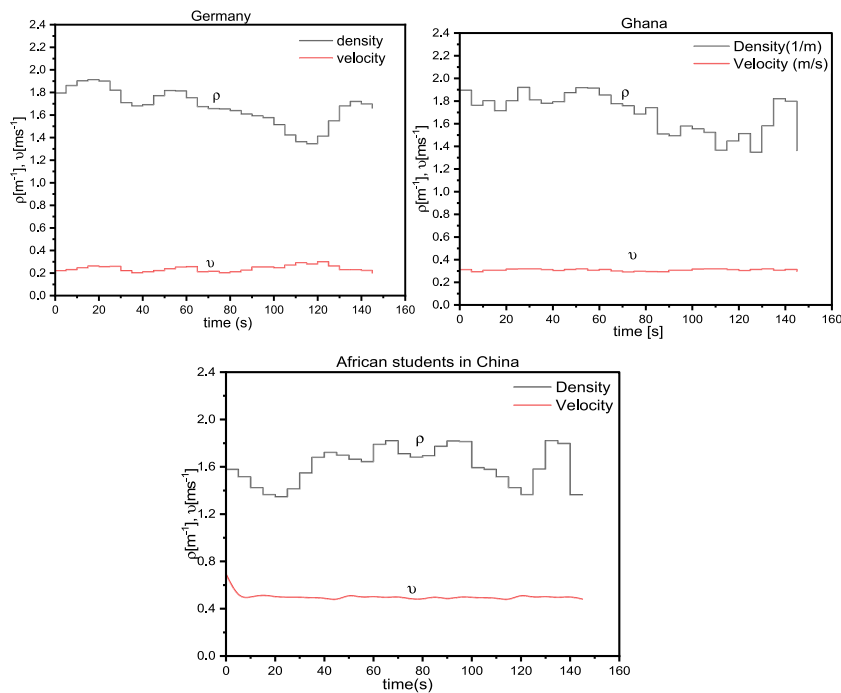 Germany
density
velocity
ρ
υ
ρ[m⁻¹], υ[ms⁻¹]
2.4
2.1
1.8
1.6
1.4
1.2
1.0
0.8
0.6
0.4
0.2
0.0
0 20 40 60 80 100 120 140 160
time (s)
Ghana
Density(1/m)
Velocity (m/s)
ρ
υ
ρ[m⁻¹], υ[ms⁻¹]
2.4
2.2
2.0
1.8
1.6
1.4
1.2
1.0
0.8
0.6
0.4
0.2
0.0
0 20 40 60 80 100 120 140 160
time [s]
African students in China
Density
Velocity
ρ
υ
ρ[m⁻¹], υ[ms⁻¹]
2.4
2.0
1.6
1.2
0.8
0.4
0.0
0 20 40 60 80 100 120 140 160
time(s)